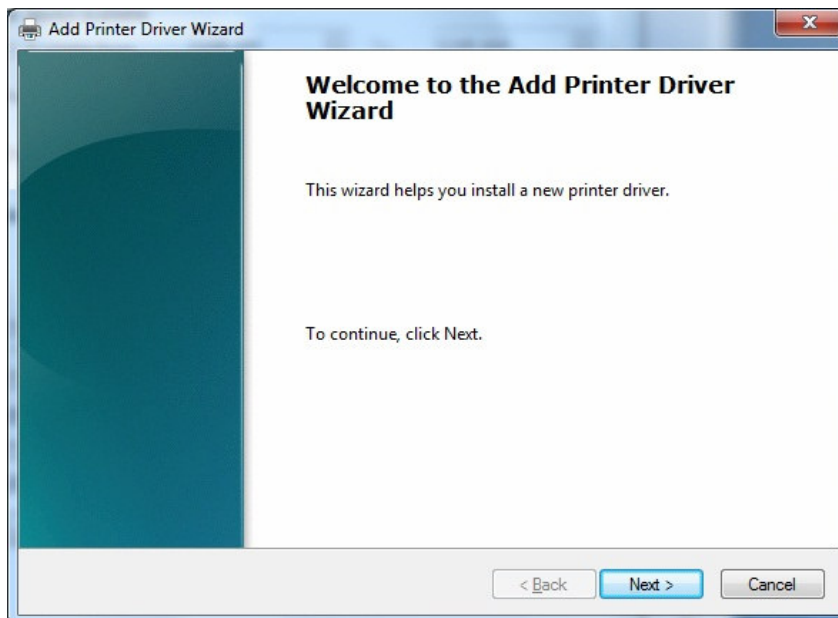 Add Printer Driver Wizard
Welcome to the Add Printer Driver
Wizard
This wizard helps you install a new printer driver.
To continue, click Next.
< Back Next > Cancel